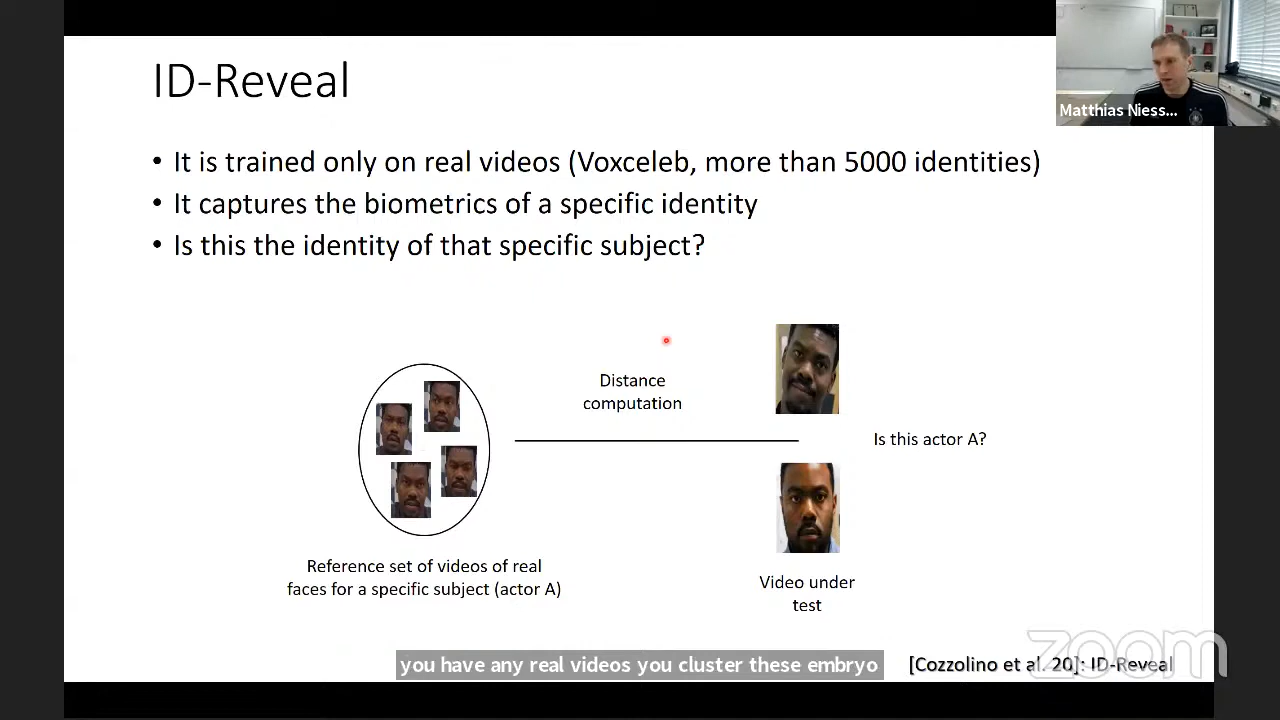 ID-Reveal
Matthias Niess...
• It is trained only on real videos (Voxceleb, more than 5000 identities)
• It captures the biometrics of a specific identity
• Is this the identity of that specific subject?
Distance
computation
Is this actor A?
Reference set of videos of real
faces for a specific subject (actor A)
Video under
test
you have any real videos you cluster these embryo
[Cozzolino et al. 20]: ID-Reveal
zoom